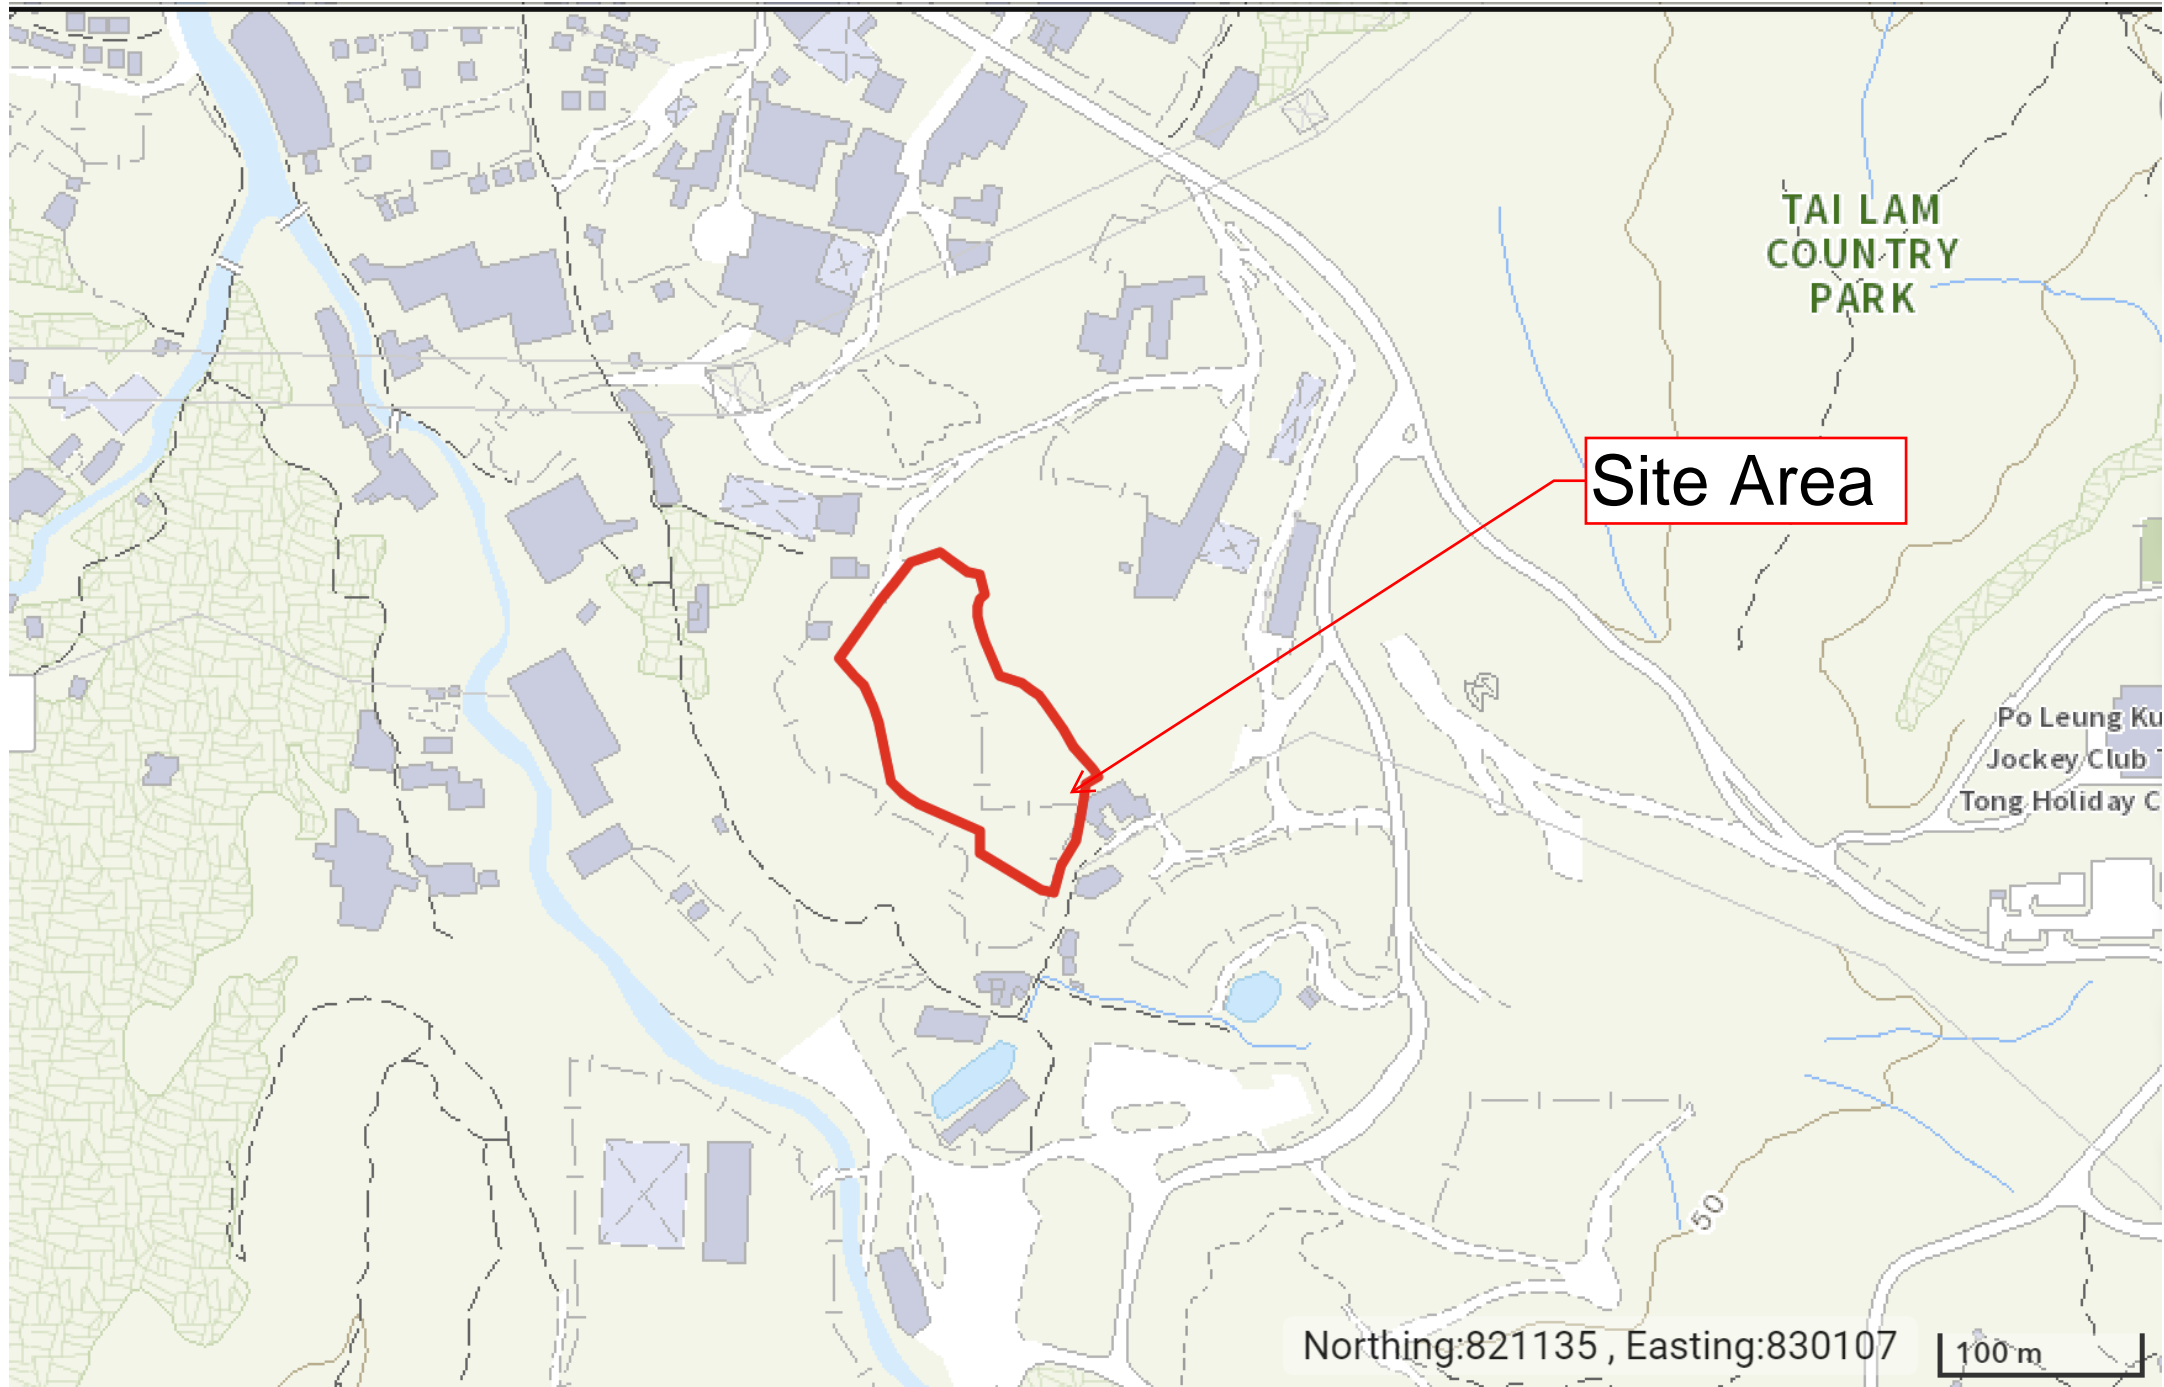 TAI LAM
COUNTRY
PARK
Site Area
Po Leung Ku
Jockey Club
Tong Holiday C
50
Northing:821135 , Easting:830107
100 m